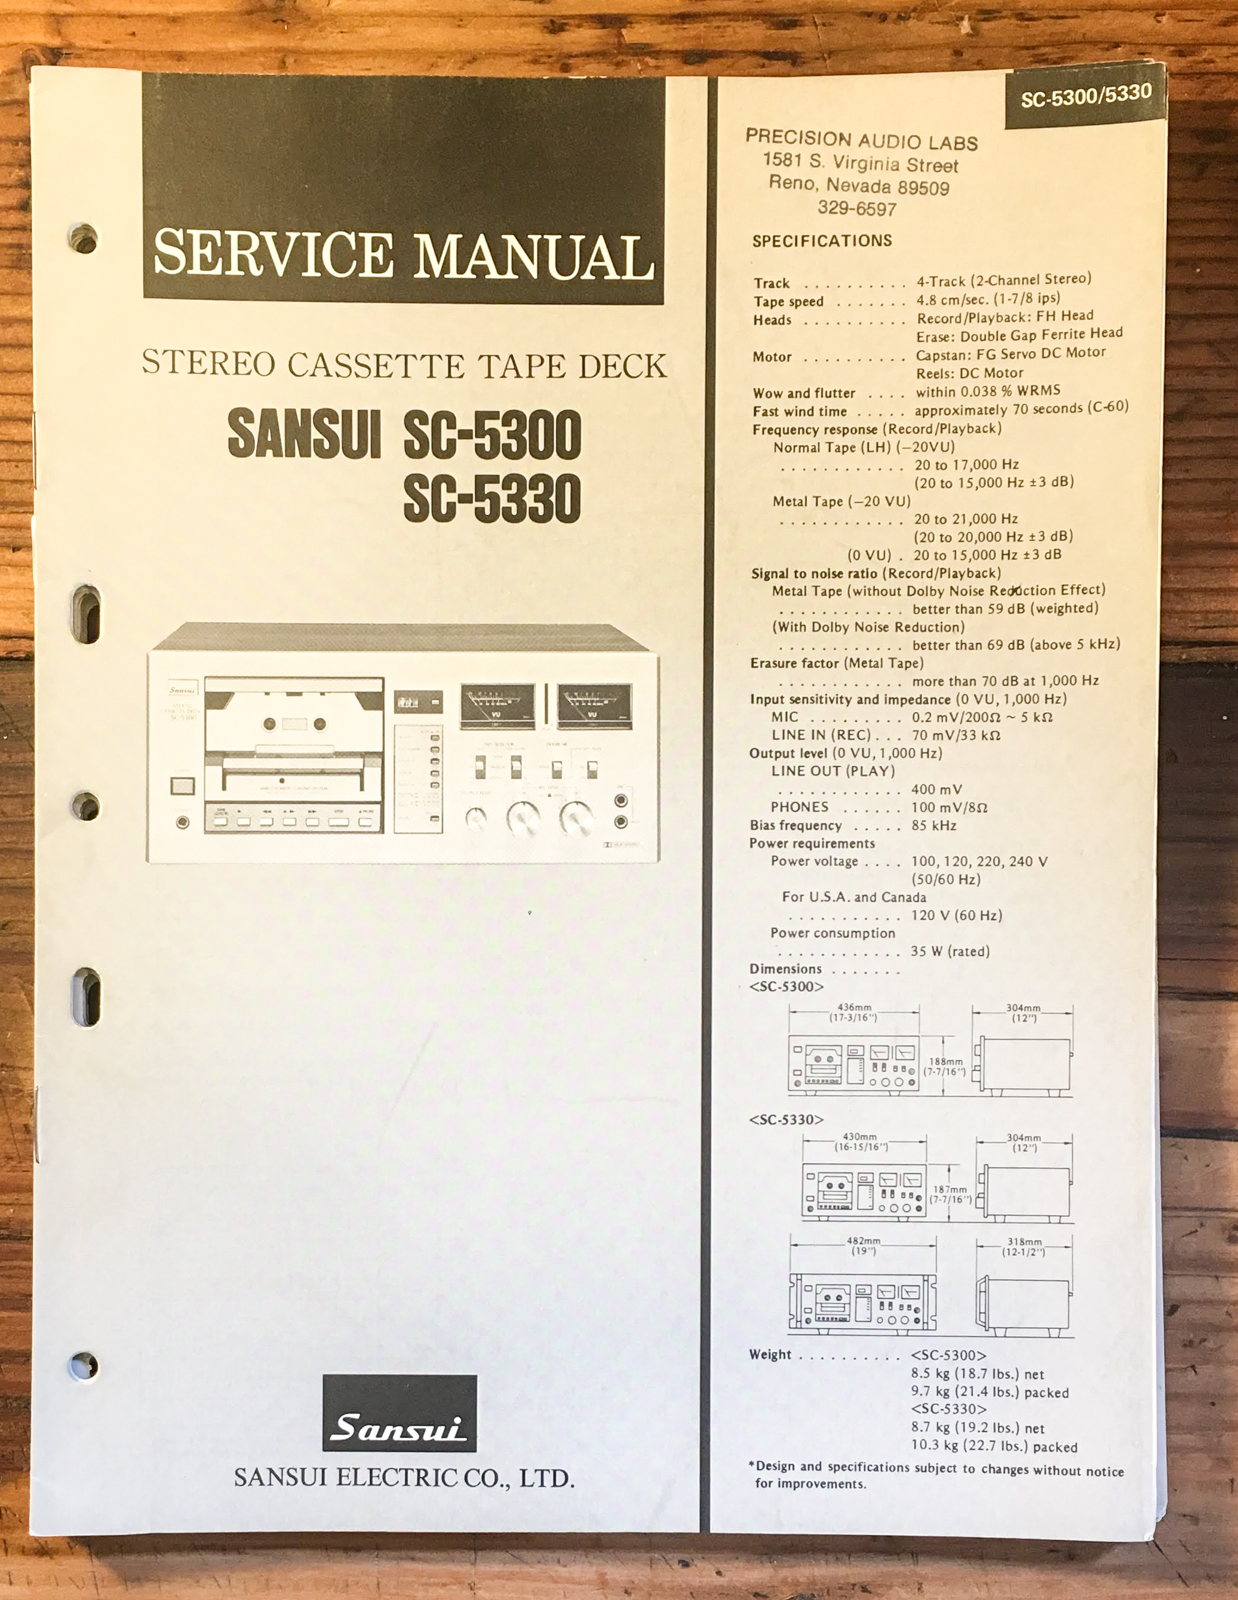 SERVICE MANUAL
STEREO CASSETTE TAPE DECK
SANSUI SC-5300
SC-5330
Sansui
VU
VU
Sansui
SANSUI ELECTRIC CO., LTD.
SC-5300/5330
PRECISION AUDIO LABS
1581 S. Virginia Street
Reno, Nevada 89509
329-6597
SPECIFICATIONS
Track . . . . . . . . . . 4-Track (2-Channel Stereo)
Tape speed . . . . . . . 4.8 cm/sec. (1-7/8 ips)
Heads . . . . . . . . . . Record/Playback: FH Head
Erase: Double Gap Ferrite Head
Motor . . . . . . . . . . Capstan: FG Servo DC Motor
Reels: DC Motor
Wow and flutter . . . . within 0.038 % WRMS
Fast wind time . . . . . approximately 70 seconds (C-60)
Frequency response (Record/Playback)
Normal Tape (LH) (−20VU)
. . . . . . . . . . . . 20 to 17,000 Hz
(20 to 15,000 Hz ±3 dB)
Metal Tape (−20 VU)
. . . . . . . . . . . . 20 to 21,000 Hz
(20 to 20,000 Hz ±3 dB)
(0 VU) . 20 to 15,000 Hz ±3 dB
Signal to noise ratio (Record/Playback)
Metal Tape (without Dolby Noise Reduction Effect)
. . . . . . . . . . . . better than 59 dB (weighted)
(With Dolby Noise Reduction)
. . . . . . . . . . . . better than 69 dB (above 5 kHz)
Erasure factor (Metal Tape)
. . . . . . . . . . . . more than 70 dB at 1,000 Hz
Input sensitivity and impedance (0 VU, 1,000 Hz)
MIC . . . . . . . . . 0.2 mV/200Ω ~ 5 kΩ
LINE IN (REC) . . . 70 mV/33 kΩ
Output level (0 VU, 1,000 Hz)
LINE OUT (PLAY)
. . . . . . . . . . . . 400 mV
PHONES . . . . . . 100 mV/8Ω
Bias frequency . . . . . 85 kHz
Power requirements
Power voltage . . . . 100, 120, 220, 240 V
(50/60 Hz)
For U.S.A. and Canada
. . . . . . . . . . . 120 V (60 Hz)
Power consumption
. . . . . . . . . . . . 35 W (rated)
Dimensions . . . . . . .
<SC-5300>
436mm
(17-3/16'')
304mm
(12'')
188mm
(7-7/16'')
<SC-5330>
430mm
(16-15/16'')
304mm
(12'')
187mm
(7-7/16'')
482mm
(19'')
318mm
(12-1/2'')
Weight . . . . . . . . . . <SC-5300>
8.5 kg (18.7 lbs.) net
9.7 kg (21.4 lbs.) packed
<SC-5330>
8.7 kg (19.2 lbs.) net
10.3 kg (22.7 lbs.) packed
*Design and specifications subject to changes without notice
for improvements.